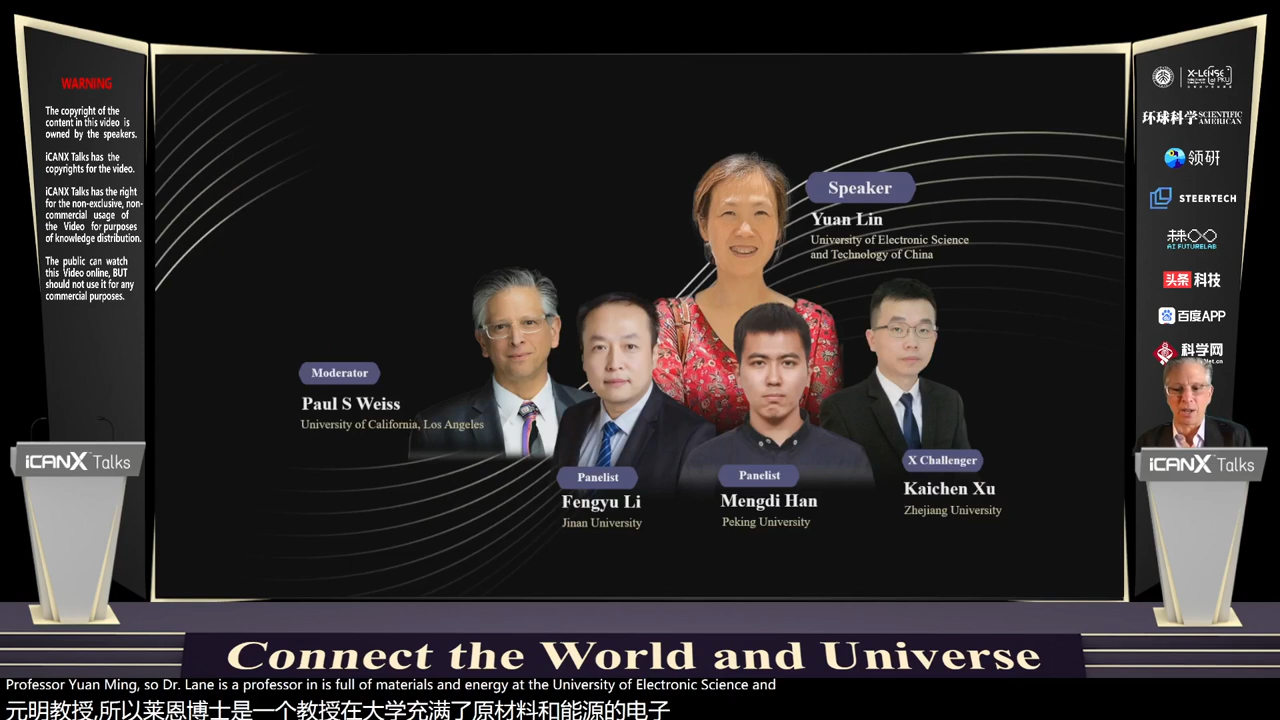 WARNING
The copyright of the
content in this video is
owned by the speakers.
iCANX Talks has the
copyrights for the video.
iCANX Talks has the right
for the non-exclusive, non-
commercial usage of
the Video for purposes
of knowledge distribution.
The public can watch
this Video online, BUT
should not use it for any
commercial purposes.
iCANX Talks
Speaker
Yuan Lin
University of Electronic Science
and Technology of China
Moderator
Paul S Weiss
University of California, Los Angeles
Panelist
Fengyu Li
Jinan University
Panelist
Mengdi Han
Peking University
X Challenger
Kaichen Xu
Zhejiang University
X-LENSE
at PKU
环球科学 SCIENTIFIC AMERICAN
领研
STEERTECH
AI FUTURELAB
头条 科技
百度APP
科学网
iCANX Talks
Connect the World and Universe
Professor Yuan Ming, so Dr. Lane is a professor in is full of materials and energy at the University of Electronic Science and
元明教授,所以莱恩博士是一个教授在大学充满了原材料和能源的电子